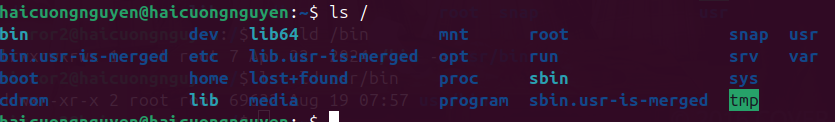 haicuongnguyen@haicuongnguyen:~$ ls /
bin dev lib64 mnt root snap usr
bin.usr-is-merged etc lib.usr-is-merged opt run srv var
boot home lost+found proc sbin sys
cdrom lib media program sbin.usr-is-merged tmp
haicuongnguyen@haicuongnguyen:~$